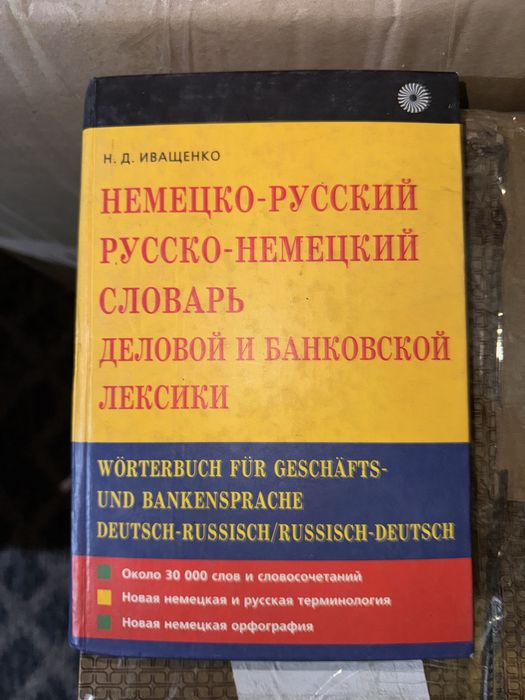 Н. Д. ИВАЩЕНКО
НЕМЕЦКО-РУССКИЙ
РУССКО-НЕМЕЦКИЙ
СЛОВАРЬ
ДЕЛОВОЙ И БАНКОВСКОЙ
ЛЕКСИКИ
WÖRTERBUCH FÜR GESCHÄFTS-
UND BANKENSPRACHE
DEUTSCH-RUSSISCH/RUSSISCH-DEUTSCH
Около 30 000 слов и словосочетаний
Новая немецкая и русская терминология
Новая немецкая орфография